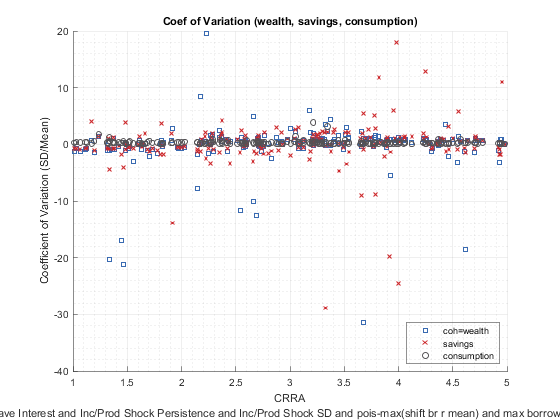 Coef of Variation (wealth, savings, consumption)
20
10
0
-10
-20
-30
-40
Coefficient of Variation (SD/Mean)
coh=wealth
savings
consumption
1
1.5
2
2.5
3
3.5
4
4.5
5
CRRA
ave Interest and Inc/Prod Shock Persistence and Inc/Prod Shock SD and pois-max(shift br r mean) and max borrow